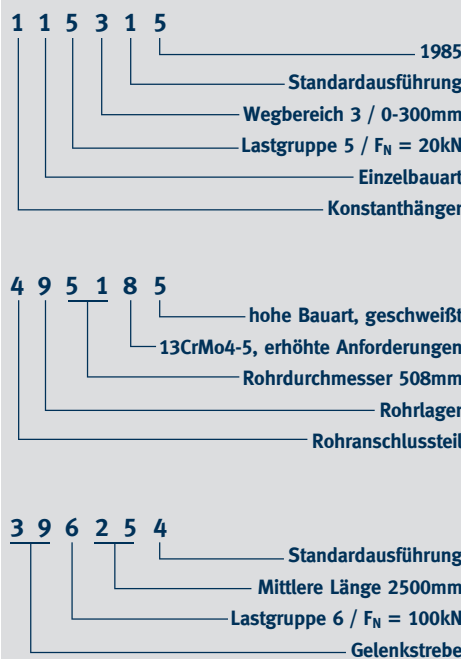 1 1 5 3 1 5
1985
Standardausführung
Wegbereich 3 / 0-300mm
Lastgruppe 5 / FN = 20kN
Einzelbauart
Konstanthänger
4 9 5 1 8 5
hohe Bauart, geschweißt
13CrMo4-5, erhöhte Anforderungen
Rohrdurchmesser 508mm
Rohrlager
Rohranschlussteil
3 9 6 2 5 4
Standardausführung
Mittlere Länge 2500mm
Lastgruppe 6 / FN = 100kN
Gelenkstrebe